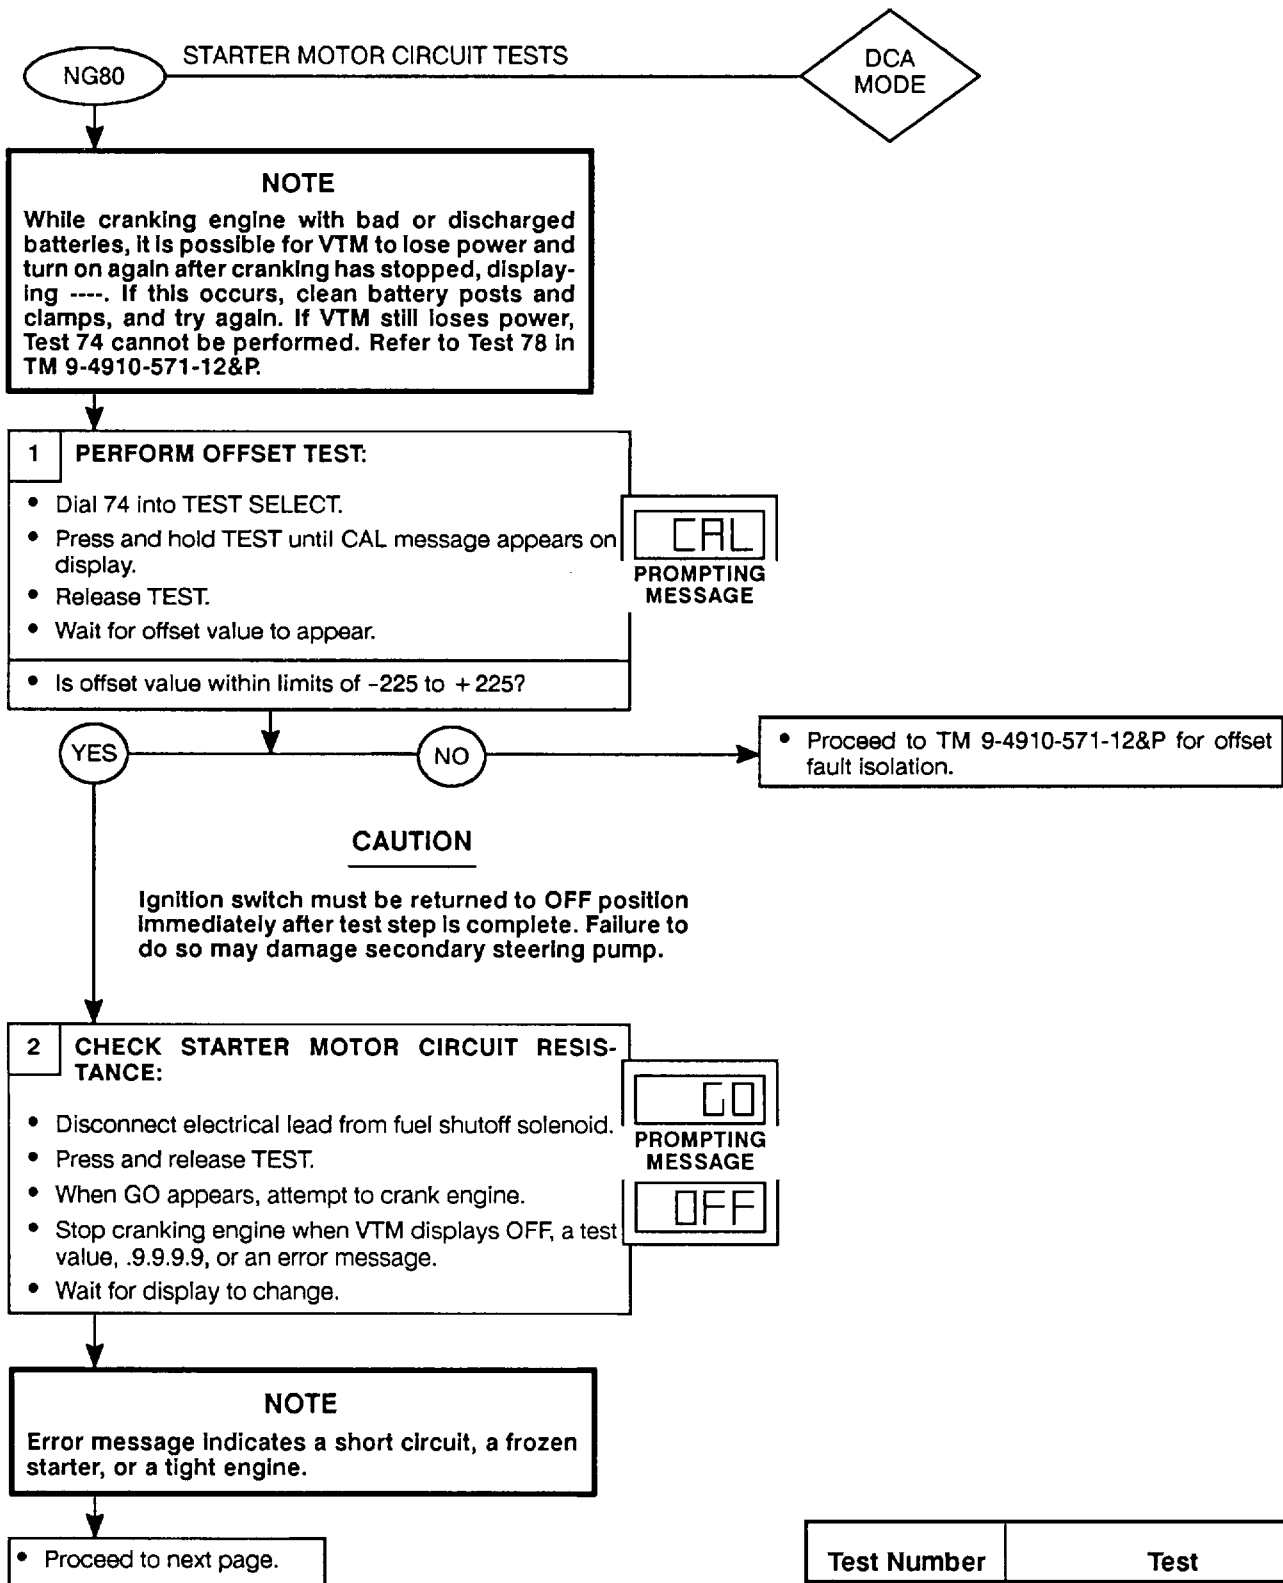 NG80
STARTER MOTOR CIRCUIT TESTS
DCA
MODE
NOTE
While cranking engine with bad or discharged
batteries, it is possible for VTM to lose power and
turn on again after cranking has stopped, display-
ing ----. If this occurs, clean battery posts and
clamps, and try again. If VTM still loses power,
Test 74 cannot be performed. Refer to Test 78 in
TM 9-4910-571-12&P.
1 PERFORM OFFSET TEST:
• Dial 74 into TEST SELECT.
• Press and hold TEST until CAL message appears on
display.
• Release TEST.
• Wait for offset value to appear.
CAL
PROMPTING
MESSAGE
• Is offset value within limits of -225 to +225?
YES
NO
• Proceed to TM 9-4910-571-12&P for offset
fault isolation.
CAUTION
Ignition switch must be returned to OFF position
immediately after test step is complete. Failure to
do so may damage secondary steering pump.
2 CHECK STARTER MOTOR CIRCUIT RESIS-
TANCE:
• Disconnect electrical lead from fuel shutoff solenoid.
• Press and release TEST.
• When GO appears, attempt to crank engine.
• Stop cranking engine when VTM displays OFF, a test
value, .9.9.9.9, or an error message.
• Wait for display to change.
GO
PROMPTING
MESSAGE
OFF
NOTE
Error message indicates a short circuit, a frozen
starter, or a tight engine.
• Proceed to next page.
Test Number
Test